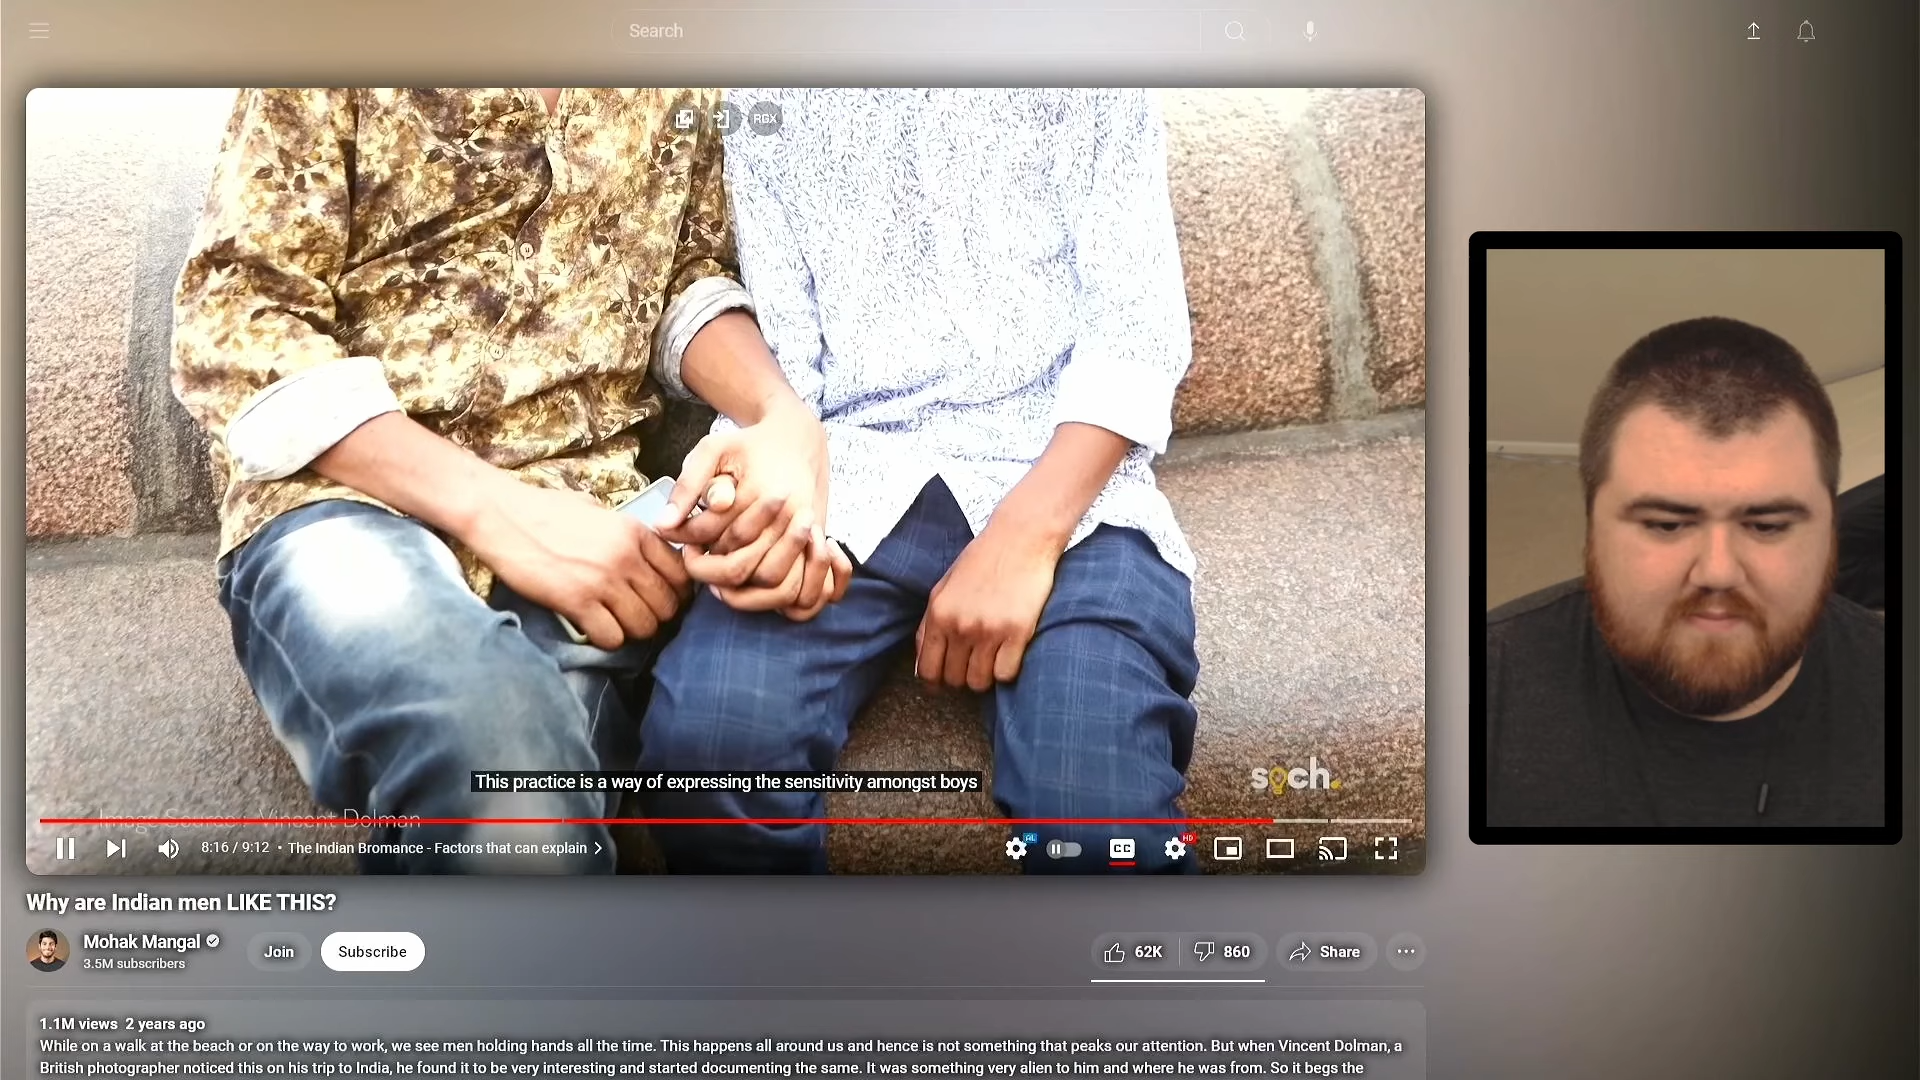 Search
RGX
This practice is a way of expressing the sensitivity amongst boys
soch.
Image Source : Vincent Dolman
8:16 / 9:12 • The Indian Bromance - Factors that can explain
AL
CC
HD
Why are Indian men LIKE THIS?
Mohak Mangal
3.5M subscribers
Join
Subscribe
62K
860
Share
1.1M views 2 years ago
While on a walk at the beach or on the way to work, we see men holding hands all the time. This happens all around us and hence is not something that peaks our attention. But when Vincent Dolman, a
British photographer noticed this on his trip to India, he found it to be very interesting and started documenting the same. It was something very alien to him and where he was from. So it begs the